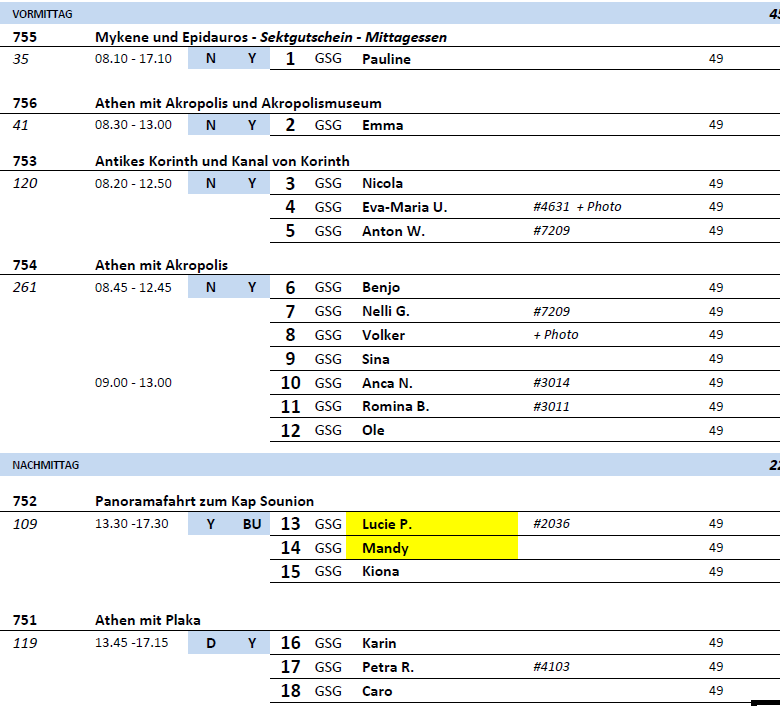 VORMITTAG 45
755 Mykene und Epidauros - Sektgutschein - Mittagessen
35 08.10 - 17.10 N Y 1 GSG Pauline 49
756 Athen mit Akropolis und Akropolismuseum
41 08.30 - 13.00 N Y 2 GSG Emma 49
753 Antikes Korinth und Kanal von Korinth
120 08.20 - 12.50 N Y 3 GSG Nicola 49
4 GSG Eva-Maria U. #4631 + Photo 49
5 GSG Anton W. #7209 49
754 Athen mit Akropolis
261 08.45 - 12.45 N Y 6 GSG Benjo 49
7 GSG Nelli G. #7209 49
8 GSG Volker + Photo 49
9 GSG Sina 49
09.00 - 13.00 10 GSG Anca N. #3014 49
11 GSG Romina B. #3011 49
12 GSG Ole 49
NACHMITTAG 22
752 Panoramafahrt zum Kap Sounion
109 13.30 -17.30 Y BU 13 GSG Lucie P. #2036 49
14 GSG Mandy 49
15 GSG Kiona 49
751 Athen mit Plaka
119 13.45 -17.15 D Y 16 GSG Karin 49
17 GSG Petra R. #4103 49
18 GSG Caro 49